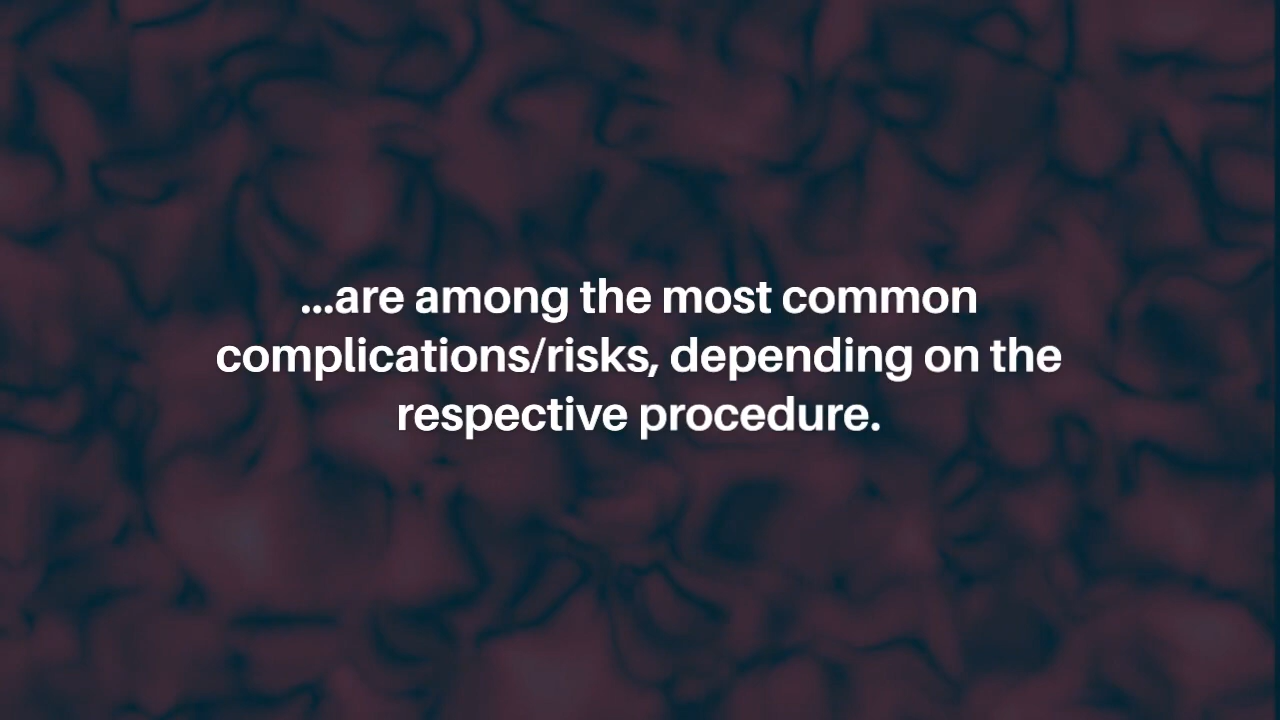 ...are among the most common
complications/risks, depending on the
respective procedure.